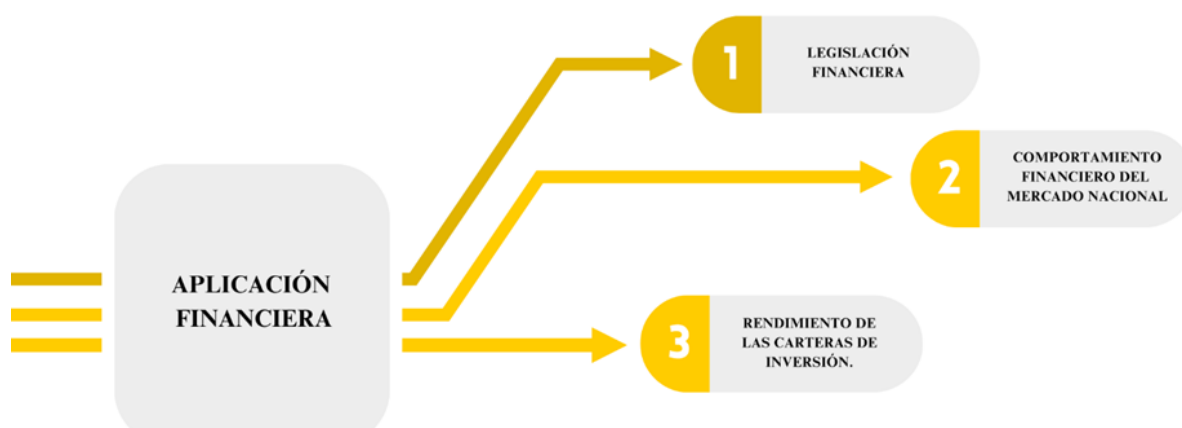 1
LEGISLACIÓN
FINANCIERA
2
COMPORTAMIENTO
FINANCIERO DEL
MERCADO NACIONAL
APLICACIÓN
FINANCIERA
3
RENDIMIENTO DE
LAS CARTERAS DE
INVERSIÓN.